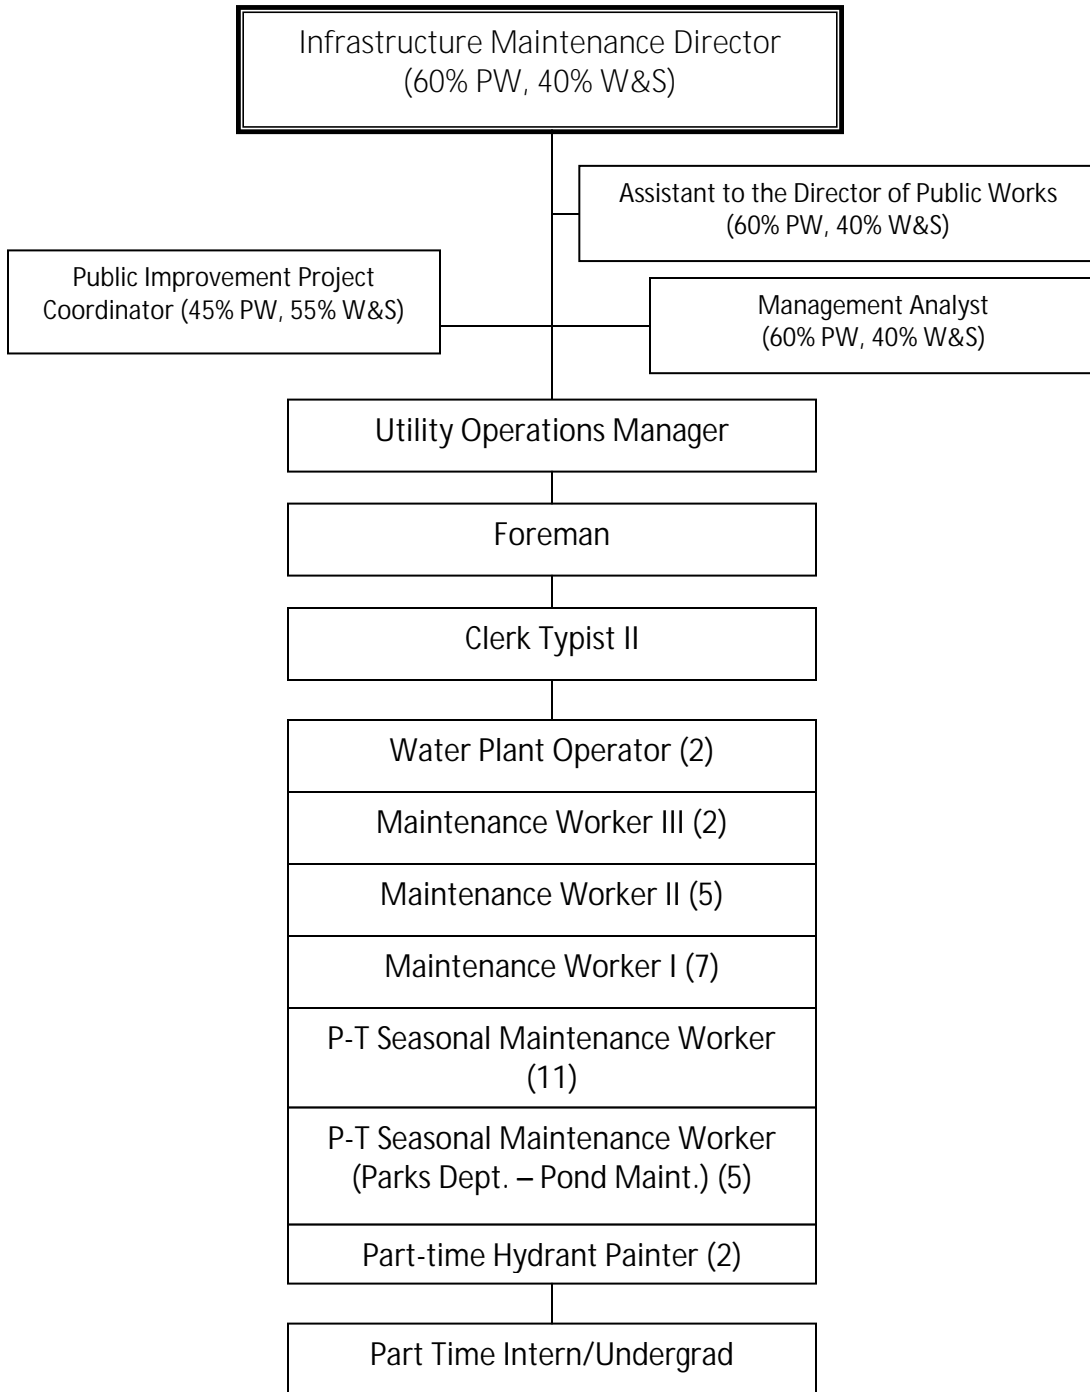 Infrastructure Maintenance Director
(60% PW, 40% W&S)
Assistant to the Director of Public Works
(60% PW, 40% W&S)
Public Improvement Project
Coordinator (45% PW, 55% W&S)
Management Analyst
(60% PW, 40% W&S)
Utility Operations Manager
Foreman
Clerk Typist II
Water Plant Operator (2)
Maintenance Worker III (2)
Maintenance Worker II (5)
Maintenance Worker I (7)
P-T Seasonal Maintenance Worker
(11)
P-T Seasonal Maintenance Worker
(Parks Dept. – Pond Maint.) (5)
Part-time Hydrant Painter (2)
Part Time Intern/Undergrad